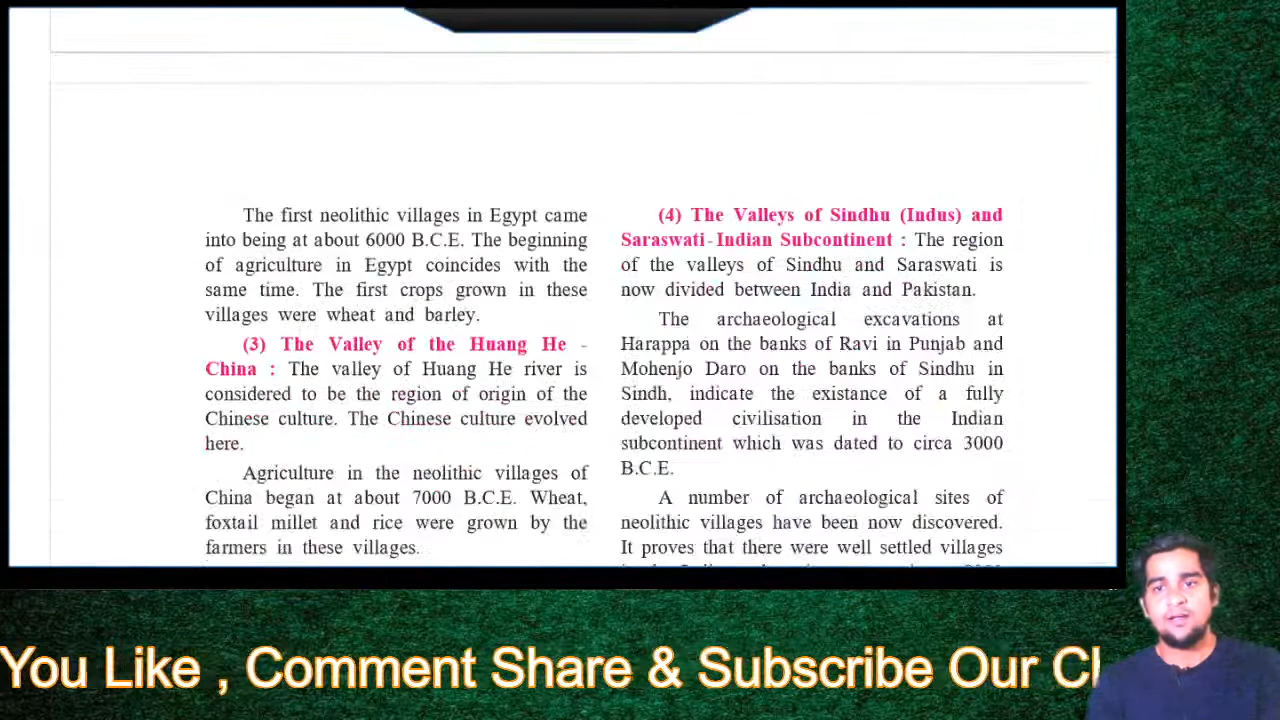 The first neolithic villages in Egypt came
into being at about 6000 B.C.E. The beginning
of agriculture in Egypt coincides with the
same time. The first crops grown in these
villages were wheat and barley.
(3) The Valley of the Huang He -
China : The valley of Huang He river is
considered to be the region of origin of the
Chinese culture. The Chinese culture evolved
here.
Agriculture in the neolithic villages of
China began at about 7000 B.C.E. Wheat,
foxtail millet and rice were grown by the
farmers in these villages.
(4) The Valleys of Sindhu (Indus) and
Saraswati-Indian Subcontinent : The region
of the valleys of Sindhu and Saraswati is
now divided between India and Pakistan.
The archaeological excavations at
Harappa on the banks of Ravi in Punjab and
Mohenjo Daro on the banks of Sindhu in
Sindh, indicate the existance of a fully
developed civilisation in the Indian
subcontinent which was dated to circa 3000
B.C.E.
A number of archaeological sites of
neolithic villages have been now discovered.
It proves that there were well settled villages
You Like , Comment Share & Subscribe Our